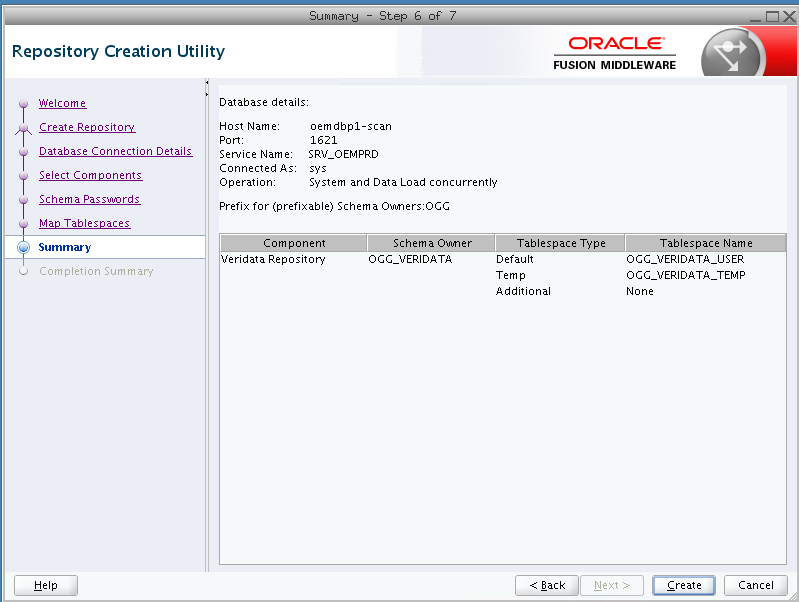 Summary - Step 6 of 7
Repository Creation Utility
ORACLE®
FUSION MIDDLEWARE
Welcome
Create Repository
Database Connection Details
Select Components
Schema Passwords
Map Tablespaces
Summary
Completion Summary
Database details:
Host Name: oemdbp1-scan
Port: 1621
Service Name: SRV_OEMPRD
Connected As: sys
Operation: System and Data Load concurrently
Prefix for (prefixable) Schema Owners:OGG
Component Schema Owner Tablespace Type Tablespace Name
Veridata Repository OGG_VERIDATA Default OGG_VERIDATA_USER
Temp OGG_VERIDATA_TEMP
Additional None
Help < Back Next > Create Cancel